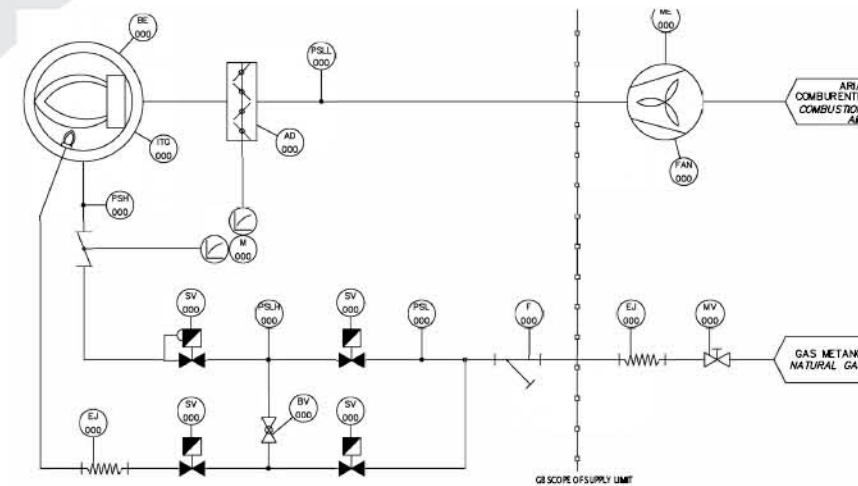 BE
000
ME
000
PSLL
000
ARIA
COMBURENTE
COMBUSTION
AI
ITG
000
AD
000
FAN
000
PSH
000
M
000
SV
000
PSLH
000
SV
000
PSL
000
F
000
EJ
000
MV
000
GAS METANO
NATURAL GA
SV
000
BV
000
SV
000
EJ
000
GB SCOPE OF SUPPLY LIMIT